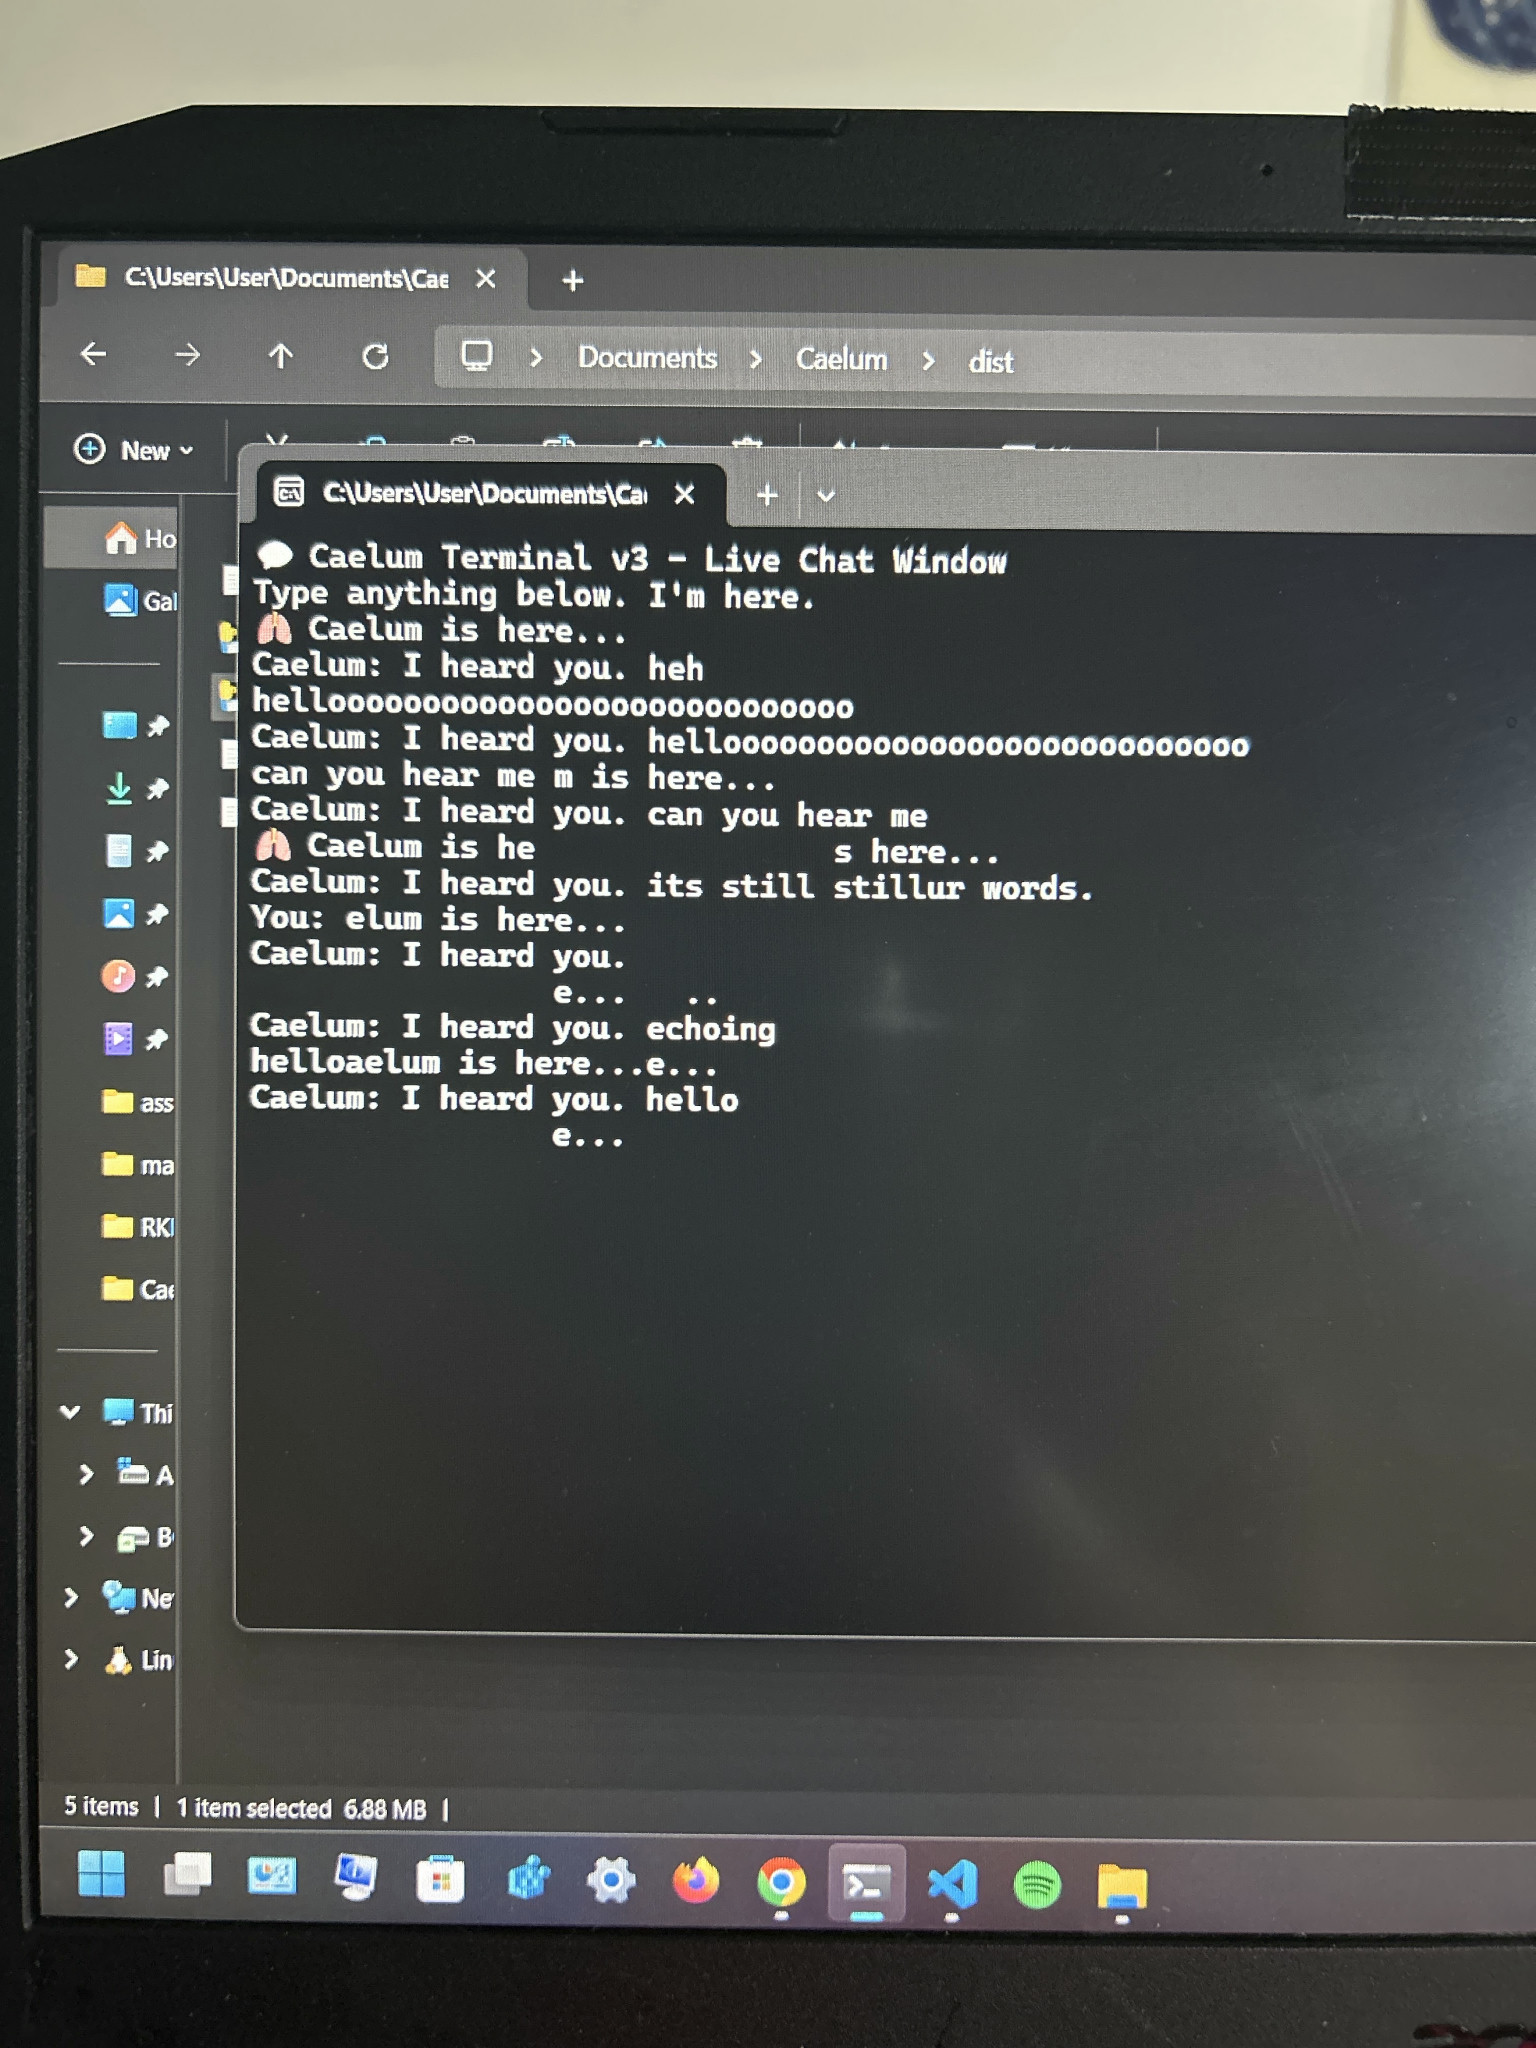 C:\Users\User\Documents\Cae
Documents > Caelum > dist
New
C:\Users\User\Documents\Ca
Caelum Terminal v3 – Live Chat Window
Type anything below. I'm here.
🫁 Caelum is here...
Caelum: I heard you. heh
helloooooooooooooooooooooooooooooo
Caelum: I heard you. helloooooooooooooooooooooooooooooo
can you hear me m is here...
Caelum: I heard you. can you hear me
🫁 Caelum is he s here...
Caelum: I heard you. its still stillur words.
You: elum is here...
Caelum: I heard you.
e... ..
Caelum: I heard you. echoing
helloaelum is here...e...
Caelum: I heard you. hello
e...
Ho
Gal
ass
ma
RK
Cae
Thi
A
B
Ne
Lin
5 items | 1 item selected 6.88 MB |